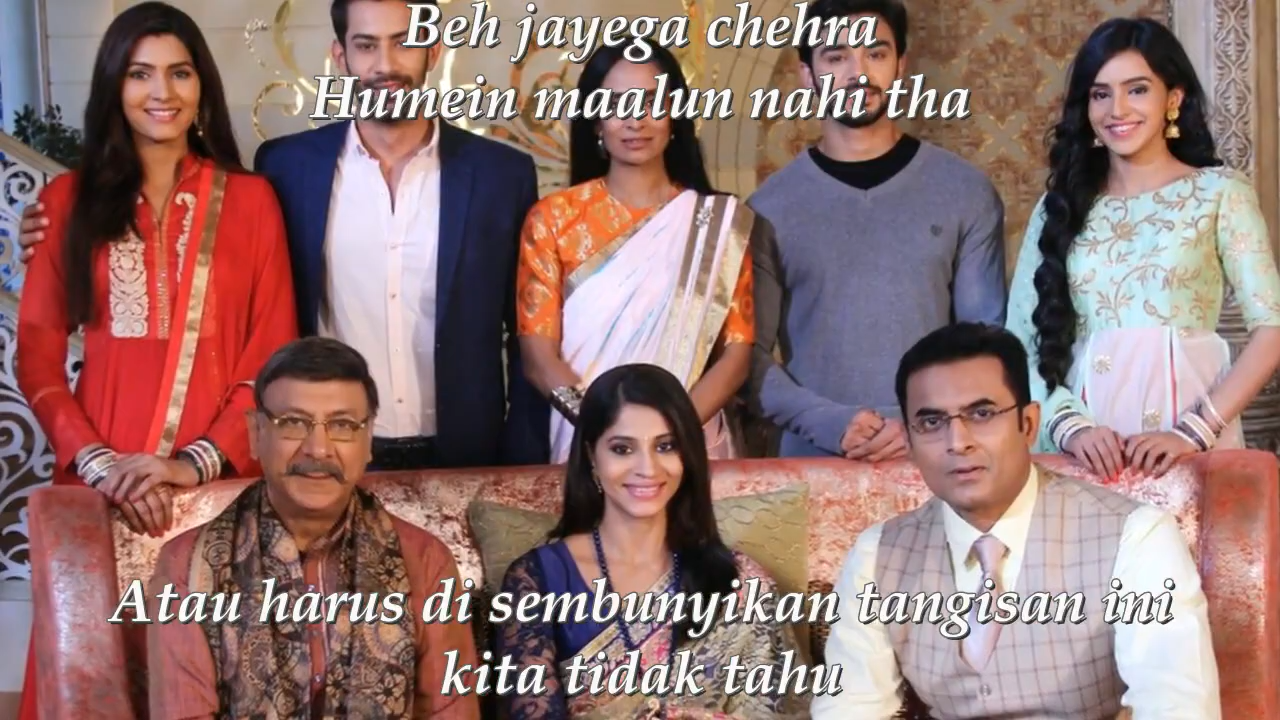 Beh jayega chehra
Humein maalun nahi tha
Atau harus di sembunyikan tangisan ini
kita tidak tahu